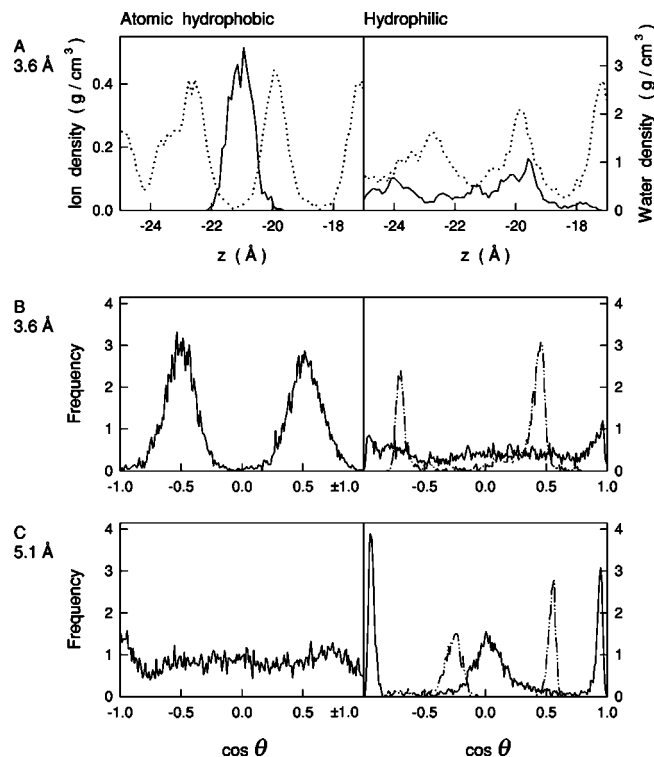 Atomic hydrophobic
Hydrophilic
A
3.6 Å
Ion density ( g / cm³ )
0.4
0.2
0.0
3
2
1
0
Water density ( g / cm³ )
-24 -22 -20 -18
-24 -22 -20 -18
z ( Å )
z ( Å )
B
3.6 Å
Frequency
4
3
2
1
0
4
3
2
1
0
-1.0 -0.5 0.0 0.5 ±1.0
-0.5 0.0 0.5 1.0
C
5.1 Å
Frequency
4
3
2
1
0
4
3
2
1
0
-1.0 -0.5 0.0 0.5 ±1.0
-0.5 0.0 0.5 1.0
cos θ
cos θ